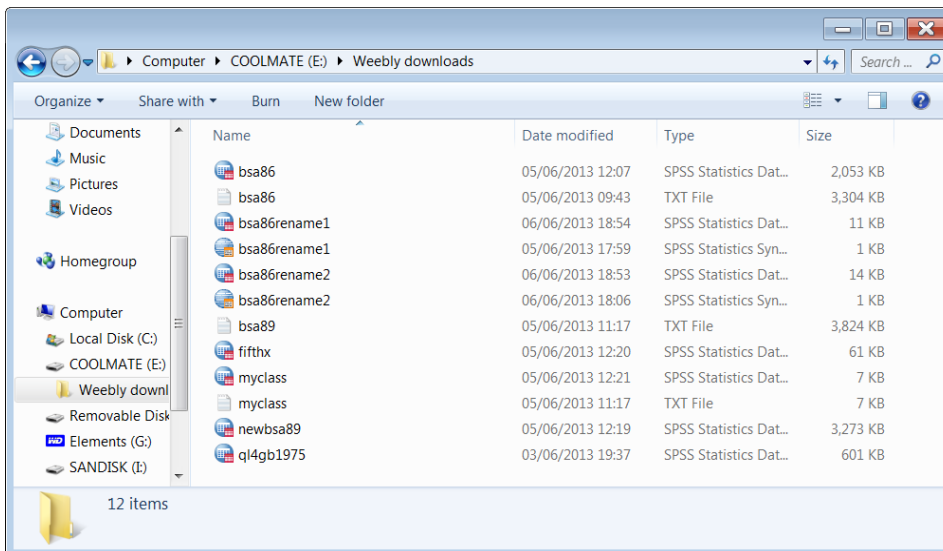 Computer COOLMATE (E:) Weebly downloads Search ...
Organize Share with Burn New folder
Documents
Music
Pictures
Videos
Homegroup
Computer
Local Disk (C:)
COOLMATE (E:)
Weebly downl
Removable Disk
WD Elements (G:)
SANDISK (I:)
Name Date modified Type Size
bsa86 05/06/2013 12:07 SPSS Statistics Dat... 2,053 KB
bsa86 05/06/2013 09:43 TXT File 3,304 KB
bsa86rename1 06/06/2013 18:54 SPSS Statistics Dat... 11 KB
bsa86rename1 05/06/2013 17:59 SPSS Statistics Syn... 1 KB
bsa86rename2 06/06/2013 18:53 SPSS Statistics Dat... 14 KB
bsa86rename2 06/06/2013 18:06 SPSS Statistics Syn... 1 KB
bsa89 05/06/2013 11:17 TXT File 3,824 KB
fifthx 05/06/2013 12:20 SPSS Statistics Dat... 61 KB
myclass 05/06/2013 12:21 SPSS Statistics Dat... 7 KB
myclass 05/06/2013 11:17 TXT File 7 KB
newbsa89 05/06/2013 12:19 SPSS Statistics Dat... 3,273 KB
ql4gb1975 03/06/2013 19:37 SPSS Statistics Dat... 601 KB
12 items